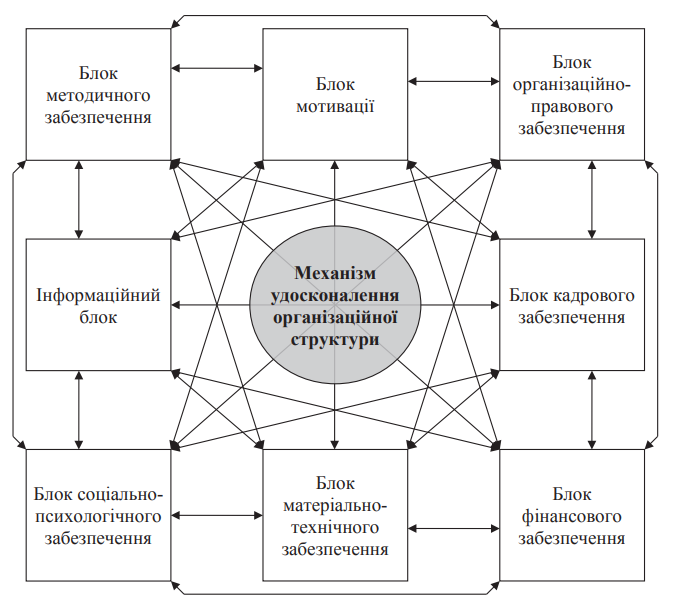 Блок
методичного
забезпечення
Блок
мотивації
Блок
організаційно-
правового
забезпечення
Інформаційний
блок
Механізм
удосконалення
організаційної
структури
Блок кадрового
забезпечення
Блок соціально-
психологічного
забезпечення
Блок
матеріально-
технічного
забезпечення
Блок
фінансового
забезпечення